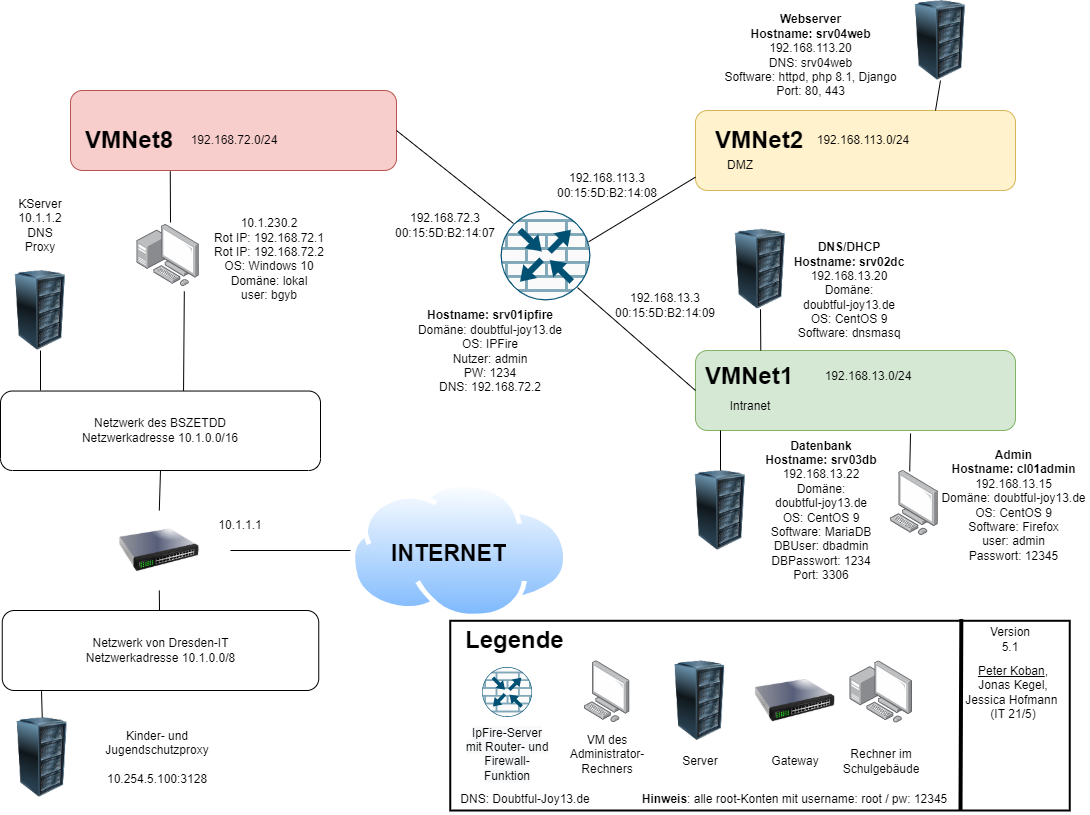 Webserver
Hostname: srv04web
192.168.113.20
DNS: srv04web
Software: httpd, php 8.1, Django
Port: 80, 443
VMNet8 192.168.72.0/24
VMNet2 192.168.113.0/24
DMZ
192.168.113.3
00:15:5D:B2:14:08
KServer
10.1.1.2
DNS
Proxy
10.1.230.2
Rot IP: 192.168.72.1
Rot IP: 192.168.72.2
OS: Windows 10
Domäne: lokal
user: bgyb
192.168.72.3
00:15:5D:B2:14:07
DNS/DHCP
Hostname: srv02dc
192.168.13.20
Domäne:
doubtful-joy13.de
OS: CentOS 9
Software: dnsmasq
192.168.13.3
00:15:5D:B2:14:09
Hostname: srv01ipfire
Domäne: doubtful-joy13.de
OS: IPFire
Nutzer: admin
PW: 1234
DNS: 192.168.72.2
VMNet1 192.168.13.0/24
Intranet
Netzwerk des BSZETDD
Netzwerkadresse 10.1.0.0/16
Datenbank
Hostname: srv03db
192.168.13.22
Domäne:
doubtful-joy13.de
OS: CentOS 9
Software: MariaDB
DBUser: dbadmin
DBPasswort: 1234
Port: 3306
Admin
Hostname: cl01admin
192.168.13.15
Domäne: doubtful-joy13.de
OS: CentOS 9
Software: Firefox
user: admin
Passwort: 12345
10.1.1.1
INTERNET
Netzwerk von Dresden-IT
Netzwerkadresse 10.1.0.0/8
Kinder- und
Jugendschutzproxy
10.254.5.100:3128
Legende
IpFire-Server
mit Router- und
Firewall-
Funktion
VM des
Administrator-
Rechners
Server
Gateway
Rechner im
Schulgebäude
DNS: Doubtful-Joy13.de
Hinweis: alle root-Konten mit username: root / pw: 12345
Version
5.1
Peter Koban,
Jonas Kegel,
Jessica Hofmann
(IT 21/5)